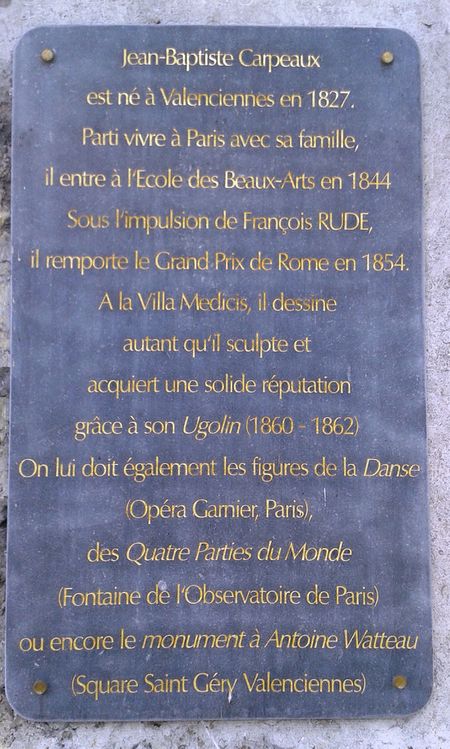 Jean-Baptiste Carpeaux
est né à Valenciennes en 1827.
Parti vivre à Paris avec sa famille,
il entre à l'Ecole des Beaux-Arts en 1844
Sous l'impulsion de François RUDE,
il remporte le Grand Prix de Rome en 1854.
A la Villa Medicis, il dessine
autant qu'il sculpte et
acquiert une solide réputation
grâce à son Ugolin (1860 - 1862)
On lui doit également les figures de la Danse
(Opéra Garnier, Paris),
des Quatre Parties du Monde
(Fontaine de l'Observatoire de Paris)
ou encore le monument à Antoine Watteau
(Square Saint Géry Valenciennes)